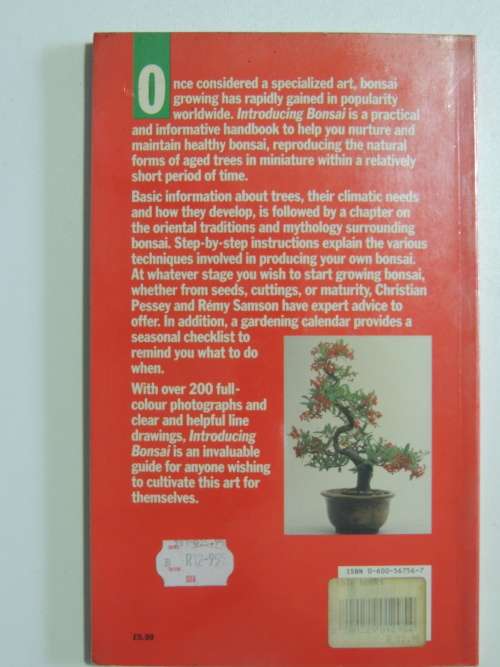 Once considered a specialized art, bonsai
growing has rapidly gained in popularity
worldwide. Introducing Bonsai is a practical
and informative handbook to help you nurture and
maintain healthy bonsai, reproducing the natural
forms of aged trees in miniature within a relatively
short period of time.
Basic information about trees, their climatic needs
and how they develop, is followed by a chapter on
the oriental traditions and mythology surrounding
bonsai. Step-by-step instructions explain the various
techniques involved in producing your own bonsai.
At whatever stage you wish to start growing bonsai,
whether from seeds, cuttings, or maturity, Christian
Pessey and Rémy Samson have expert advice to
offer. In addition, a gardening calendar provides a
seasonal checklist to
remind you what to do
when.
With over 200 full-
colour photographs and
clear and helpful line
drawings, Introducing
Bonsai is an invaluable
guide for anyone wishing
to cultivate this art for
themselves.
ISBN 0-600-56756-7
£5.99